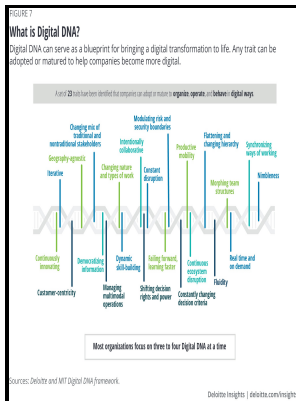 FIGURE 7
What is Digital DNA?
Digital DNA can serve as a blueprint for bringing a digital transformation to life. Any trait can be
adopted or matured to help companies become more digital.
A set of 23 traits have been identified that companies can adopt or mature to organize, operate, and behave in digital ways.
Iterative
Geography-agnostic
Changing mix of
traditional and
nontraditional stakeholders
Changing nature
and types of work
Intentionally
collaborative
Constant
disruption
Modulating risk and
security boundaries
Productive
mobility
Flattening and
changing hierarchy
Morphing team
structures
Synchronizing
ways of working
Nimbleness
Continuously
innovating
Customer-centricity
Democratizing
information
Managing
multimodal
operations
Dynamic
skill-building
Shifting decision
rights and power
Failing forward,
learning faster
Constantly changing
decision criteria
Continuous
ecosystem
disruption
Fluidity
Real time and
on demand
Most organizations focus on three to four Digital DNA at a time
Sources: Deloitte and MIT Digital DNA framework.
Deloitte Insights | deloitte.com/insight